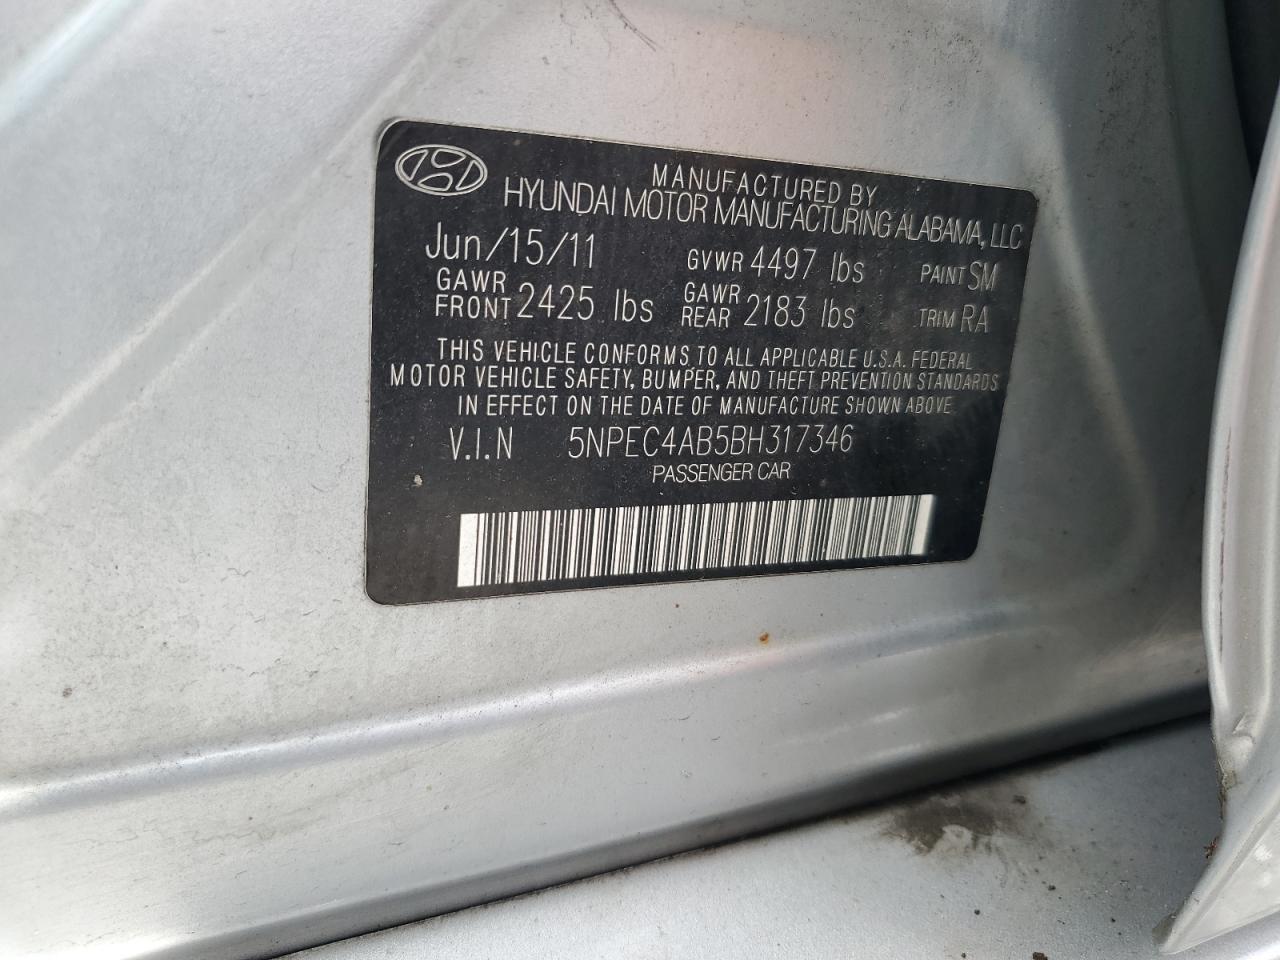 MANUFACTURED BY
HYUNDAI MOTOR MANUFACTURING ALABAMA, LLC
Jun/15/11 GVWR 4497 lbs PAINT SM
GAWR FRONT 2425 lbs GAWR REAR 2183 lbs TRIM RA
THIS VEHICLE CONFORMS TO ALL APPLICABLE U.S.A. FEDERAL
MOTOR VEHICLE SAFETY, BUMPER, AND THEFT PREVENTION STANDARDS
IN EFFECT ON THE DATE OF MANUFACTURE SHOWN ABOVE
V.I.N 5NPEC4AB5BH317346
PASSENGER CAR